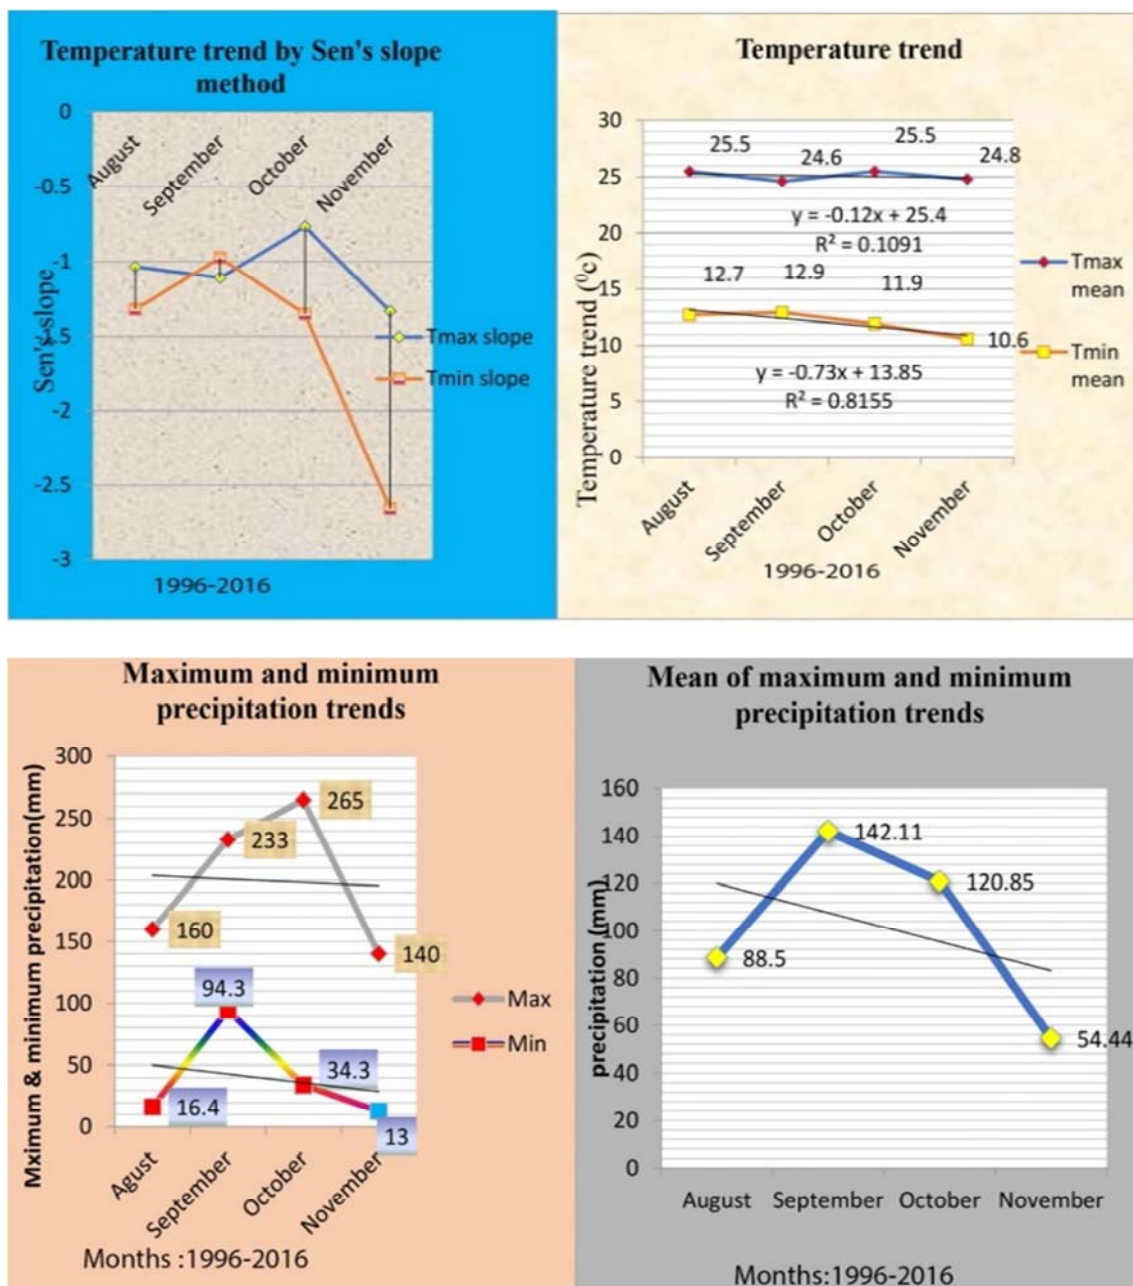 Temperature trend by Sen's slope
method
0
-0.5
-1
-1.5
-2
-2.5
-3
Sen's slope
August
September
October
November
Tmax slope
Tmin slope
1996-2016
Temperature trend
30
25
20
15
10
5
0
Temperature trend (⁰c)
25.5
24.6
25.5
24.8
y = -0.12x + 25.4
R² = 0.1091
12.7
12.9
11.9
10.6
y = -0.73x + 13.85
R² = 0.8155
Tmax
mean
Tmin
mean
August
September
October
November
1996-2016
Maximum and minimum
precipitation trends
300
250
200
150
100
50
0
Mximum & minimum precipitation(mm)
160
233
265
140
16.4
94.3
34.3
13
Max
Min
Agust
September
October
November
Months :1996-2016
Mean of maximum and minimum
precipitation trends
160
140
120
100
80
60
40
20
0
precipitation (mm)
88.5
142.11
120.85
54.44
August
September
October
November
Months:1996-2016